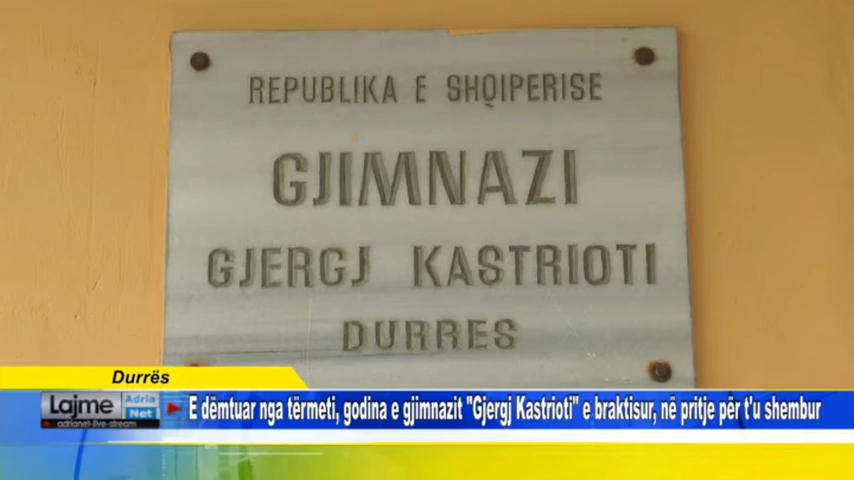 REPUBLIKA E SHQIPERISE
GJIMNAZI
GJERGJ KASTRIOTI
DURRES
Durrës
Lajme Adria Net
adrianet-live-stream
E dëmtuar nga tërmeti, godina e gjimnazit "Gjergj Kastrioti" e braktisur, në pritje për t'u shembur